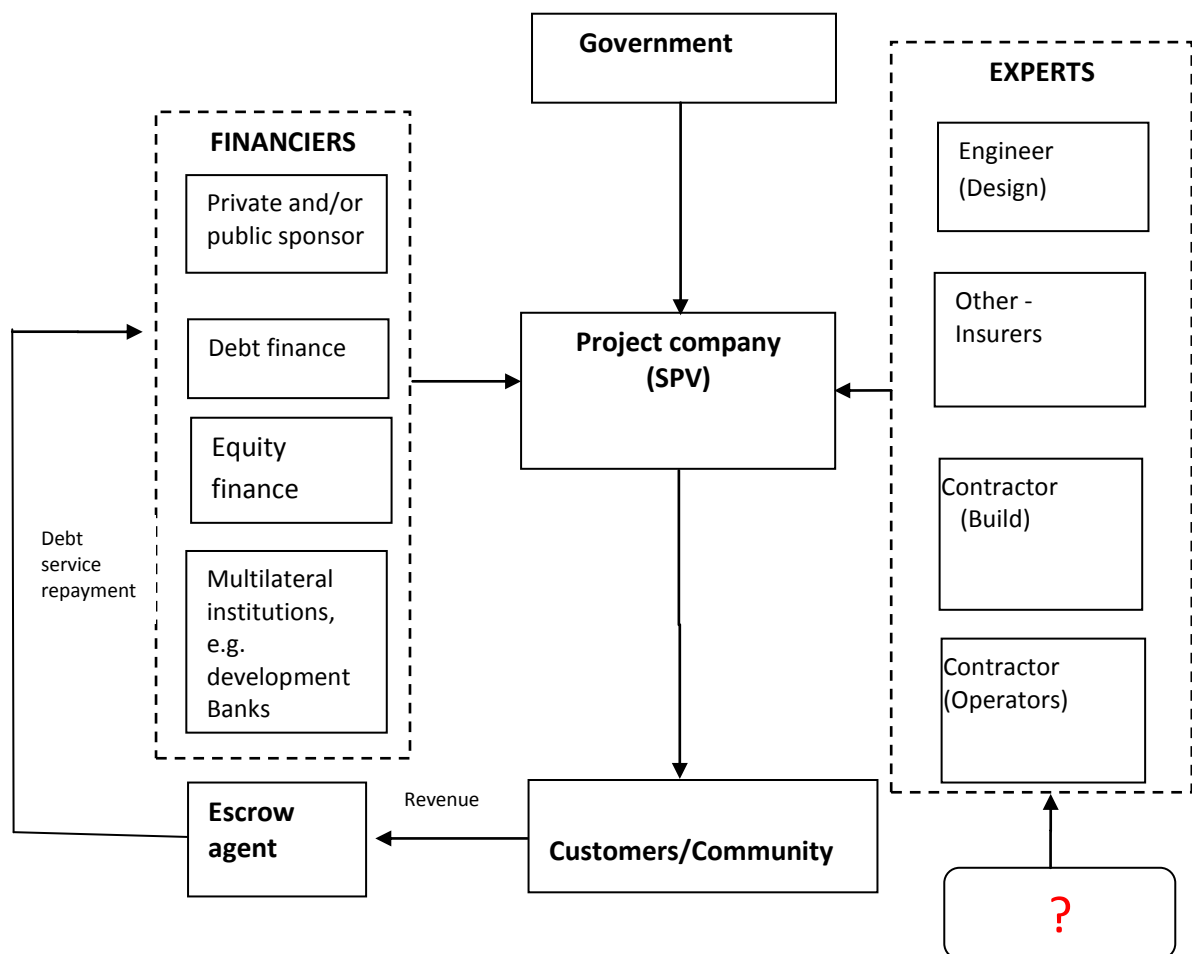 Government
EXPERTS
FINANCIERS
Engineer
(Design)
Private and/or
public sponsor
Other -
Insurers
Project company
(SPV)
Debt finance
Equity
finance
Contractor
(Build)
Debt
service
repayment
Multilateral
institutions,
e.g.
development
Banks
Contractor
(Operators)
Revenue
Escrow
agent
Customers/Community
?